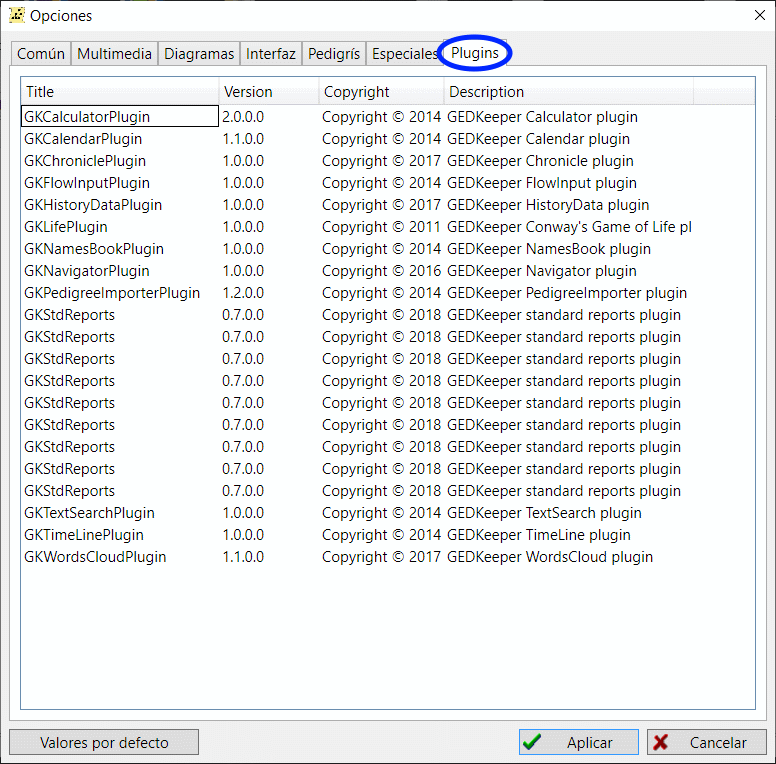 Opciones
Común Multimedia Diagramas Interfaz Pedigrís Especiales Plugins
Title Version Copyright Description
GKCalculatorPlugin 2.0.0.0 Copyright © 2014 GEDKeeper Calculator plugin
GKCalendarPlugin 1.1.0.0 Copyright © 2014 GEDKeeper Calendar plugin
GKChroniclePlugin 1.0.0.0 Copyright © 2017 GEDKeeper Chronicle plugin
GKFlowInputPlugin 1.0.0.0 Copyright © 2014 GEDKeeper FlowInput plugin
GKHistoryDataPlugin 1.0.0.0 Copyright © 2017 GEDKeeper HistoryData plugin
GKLifePlugin 1.0.0.0 Copyright © 2011 GEDKeeper Conway's Game of Life pl
GKNamesBookPlugin 1.0.0.0 Copyright © 2014 GEDKeeper NamesBook plugin
GKNavigatorPlugin 1.0.0.0 Copyright © 2016 GEDKeeper Navigator plugin
GKPedigreeImporterPlugin 1.2.0.0 Copyright © 2014 GEDKeeper PedigreeImporter plugin
GKStdReports 0.7.0.0 Copyright © 2018 GEDKeeper standard reports plugin
GKStdReports 0.7.0.0 Copyright © 2018 GEDKeeper standard reports plugin
GKStdReports 0.7.0.0 Copyright © 2018 GEDKeeper standard reports plugin
GKStdReports 0.7.0.0 Copyright © 2018 GEDKeeper standard reports plugin
GKStdReports 0.7.0.0 Copyright © 2018 GEDKeeper standard reports plugin
GKStdReports 0.7.0.0 Copyright © 2018 GEDKeeper standard reports plugin
GKStdReports 0.7.0.0 Copyright © 2018 GEDKeeper standard reports plugin
GKStdReports 0.7.0.0 Copyright © 2018 GEDKeeper standard reports plugin
GKStdReports 0.7.0.0 Copyright © 2018 GEDKeeper standard reports plugin
GKTextSearchPlugin 1.0.0.0 Copyright © 2014 GEDKeeper TextSearch plugin
GKTimeLinePlugin 1.0.0.0 Copyright © 2014 GEDKeeper TimeLine plugin
GKWordsCloudPlugin 1.1.0.0 Copyright © 2017 GEDKeeper WordsCloud plugin
Valores por defecto Aplicar Cancelar